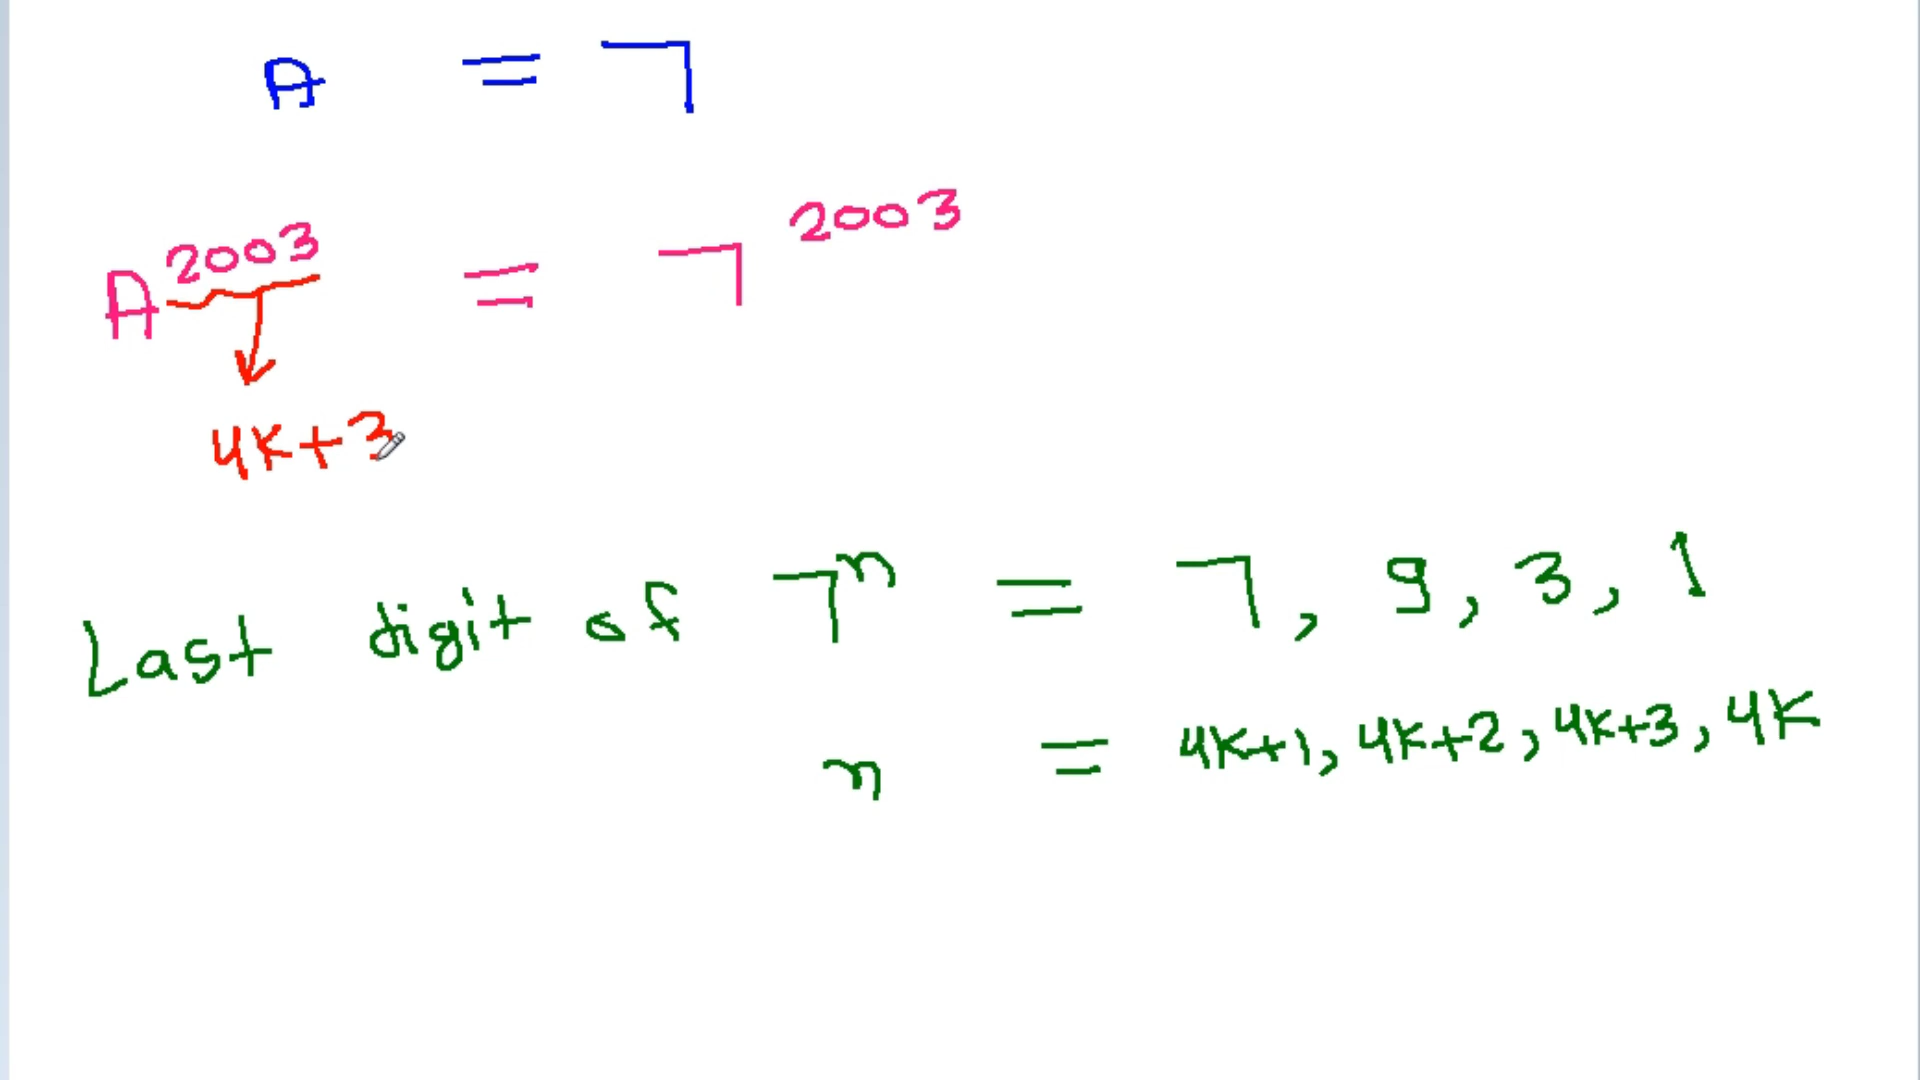 A = 7
A^2003 = 7^2003
4k+3
Last digit of 7^n = 7, 9, 3, 1
n = 4k+1, 4k+2, 4k+3, 4k